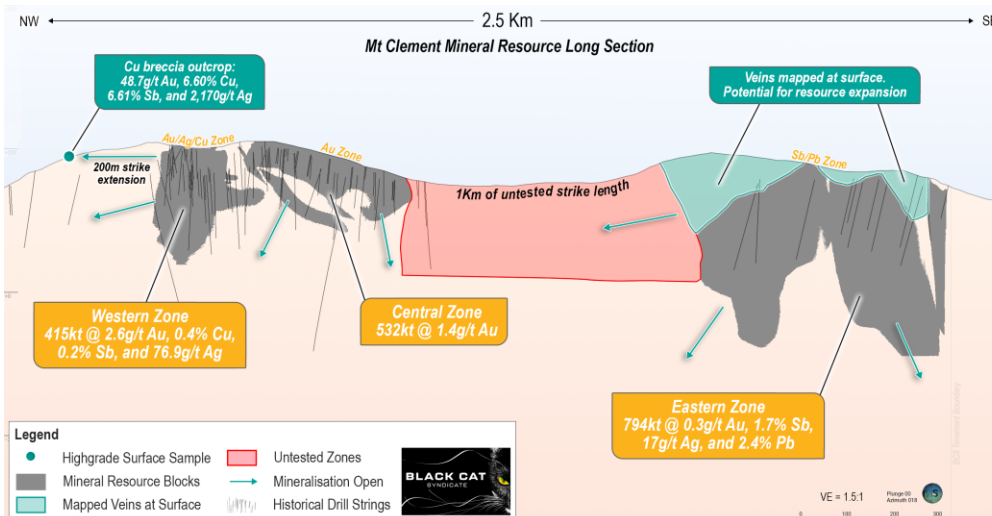 NW
2.5 Km
SE
Mt Clement Mineral Resource Long Section
Cu breccia outcrop:
48.7g/t Au, 6.60% Cu,
6.61% Sb, and 2,170g/t Ag
Veins mapped at surface.
Potential for resource expansion
Au/Ag/Cu Zone
Au Zone
Sb/Pb Zone
200m strike
extension
1Km of untested strike length
Western Zone
415kt @ 2.6g/t Au, 0.4% Cu,
0.2% Sb, and 76.9g/t Ag
Central Zone
532kt @ 1.4g/t Au
Eastern Zone
794kt @ 0.3g/t Au, 1.7% Sb,
17g/t Ag, and 2.4% Pb
Legend
Highgrade Surface Sample
Untested Zones
Mineral Resource Blocks
Mineralisation Open
Mapped Veins at Surface
Historical Drill Strings
BLACK CAT
SYNDICATE
VE = 1.5:1
Plunge 00
Azimuth 018
0 100 200 300
Tenement Boundary